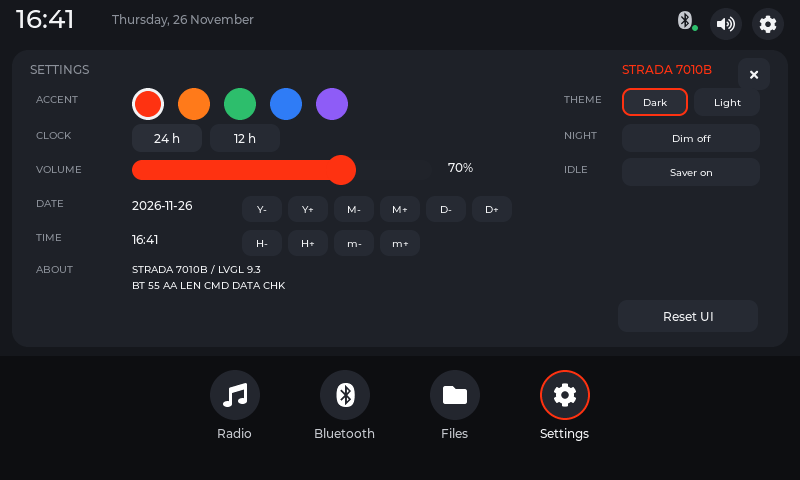 16:41 Thursday, 26 November
SETTINGS STRADA 7010B
ACCENT THEME Dark Light
CLOCK 24 h 12 h NIGHT Dim off
VOLUME 70% IDLE Saver on
DATE 2026-11-26 Y- Y+ M- M+ D- D+
TIME 16:41 H- H+ m- m+
ABOUT STRADA 7010B / LVGL 9.3
BT 55 AA LEN CMD DATA CHK
Reset UI
Radio Bluetooth Files Settings